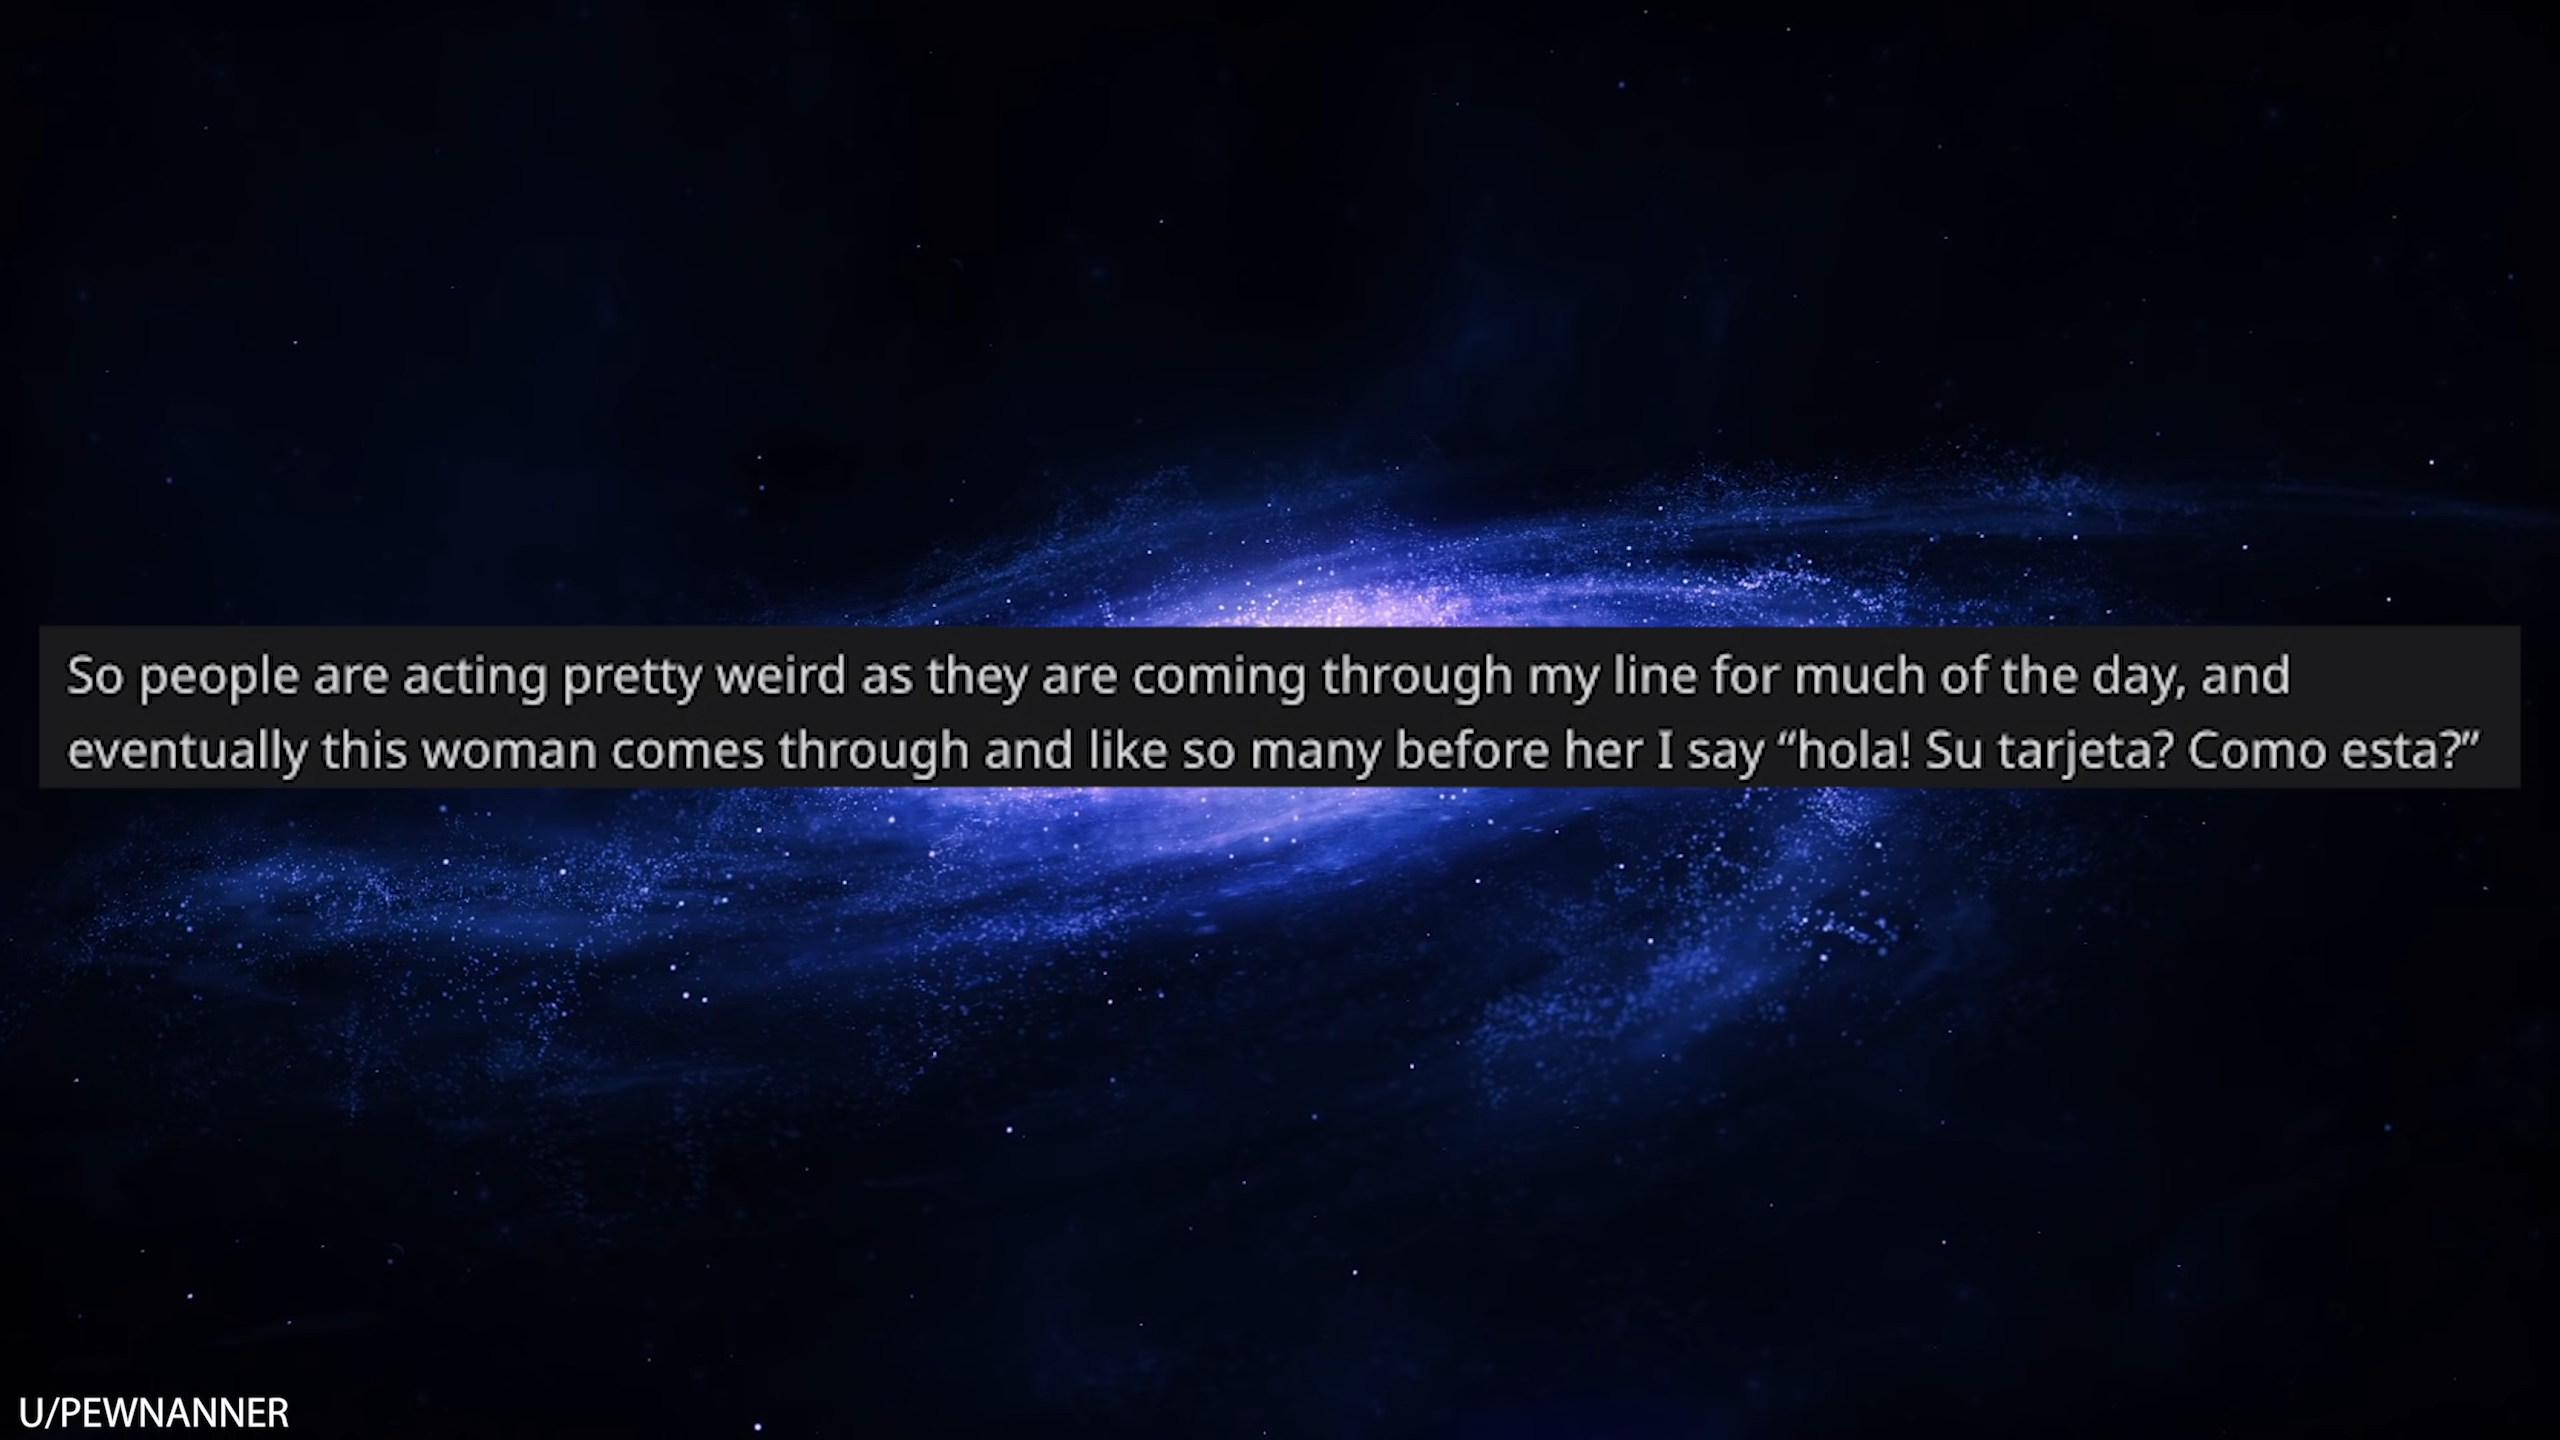 So people are acting pretty weird as they are coming through my line for much of the day, and
eventually this woman comes through and like so many before her I say “hola! Su tarjeta? Como esta?”
U/PEWNANNER